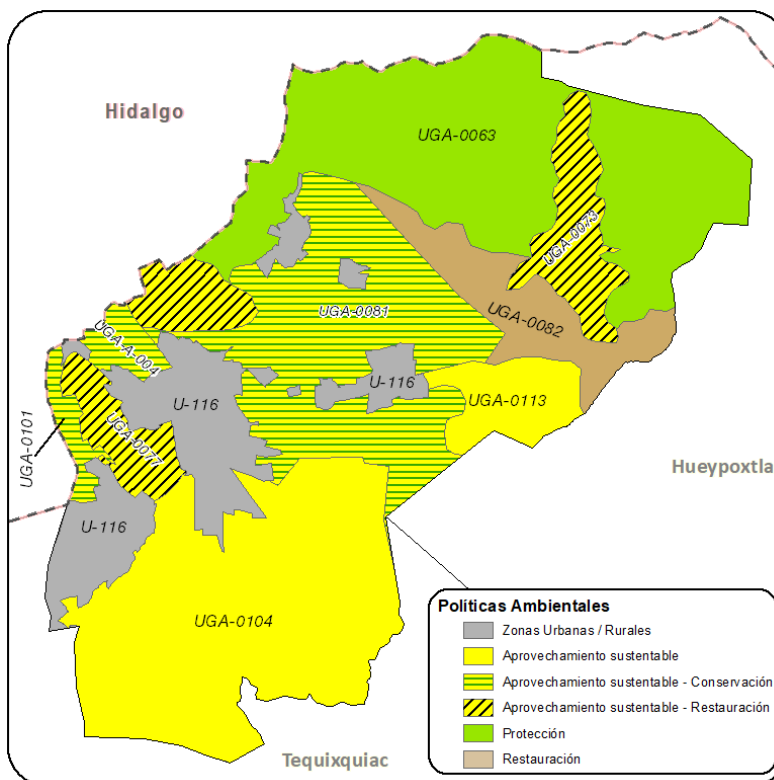 Hidalgo
UGA-0063
UGA-0073
UGA-0081
UGA-0082
UGA-A-004
U-116
U-116
UGA-0113
UGA-0101
UGA-0077
Hueypoxtla
U-116
UGA-0104
Tequixquiac
Políticas Ambientales
Zonas Urbanas / Rurales
Aprovechamiento sustentable
Aprovechamiento sustentable - Conservación
Aprovechamiento sustentable - Restauración
Protección
Restauración